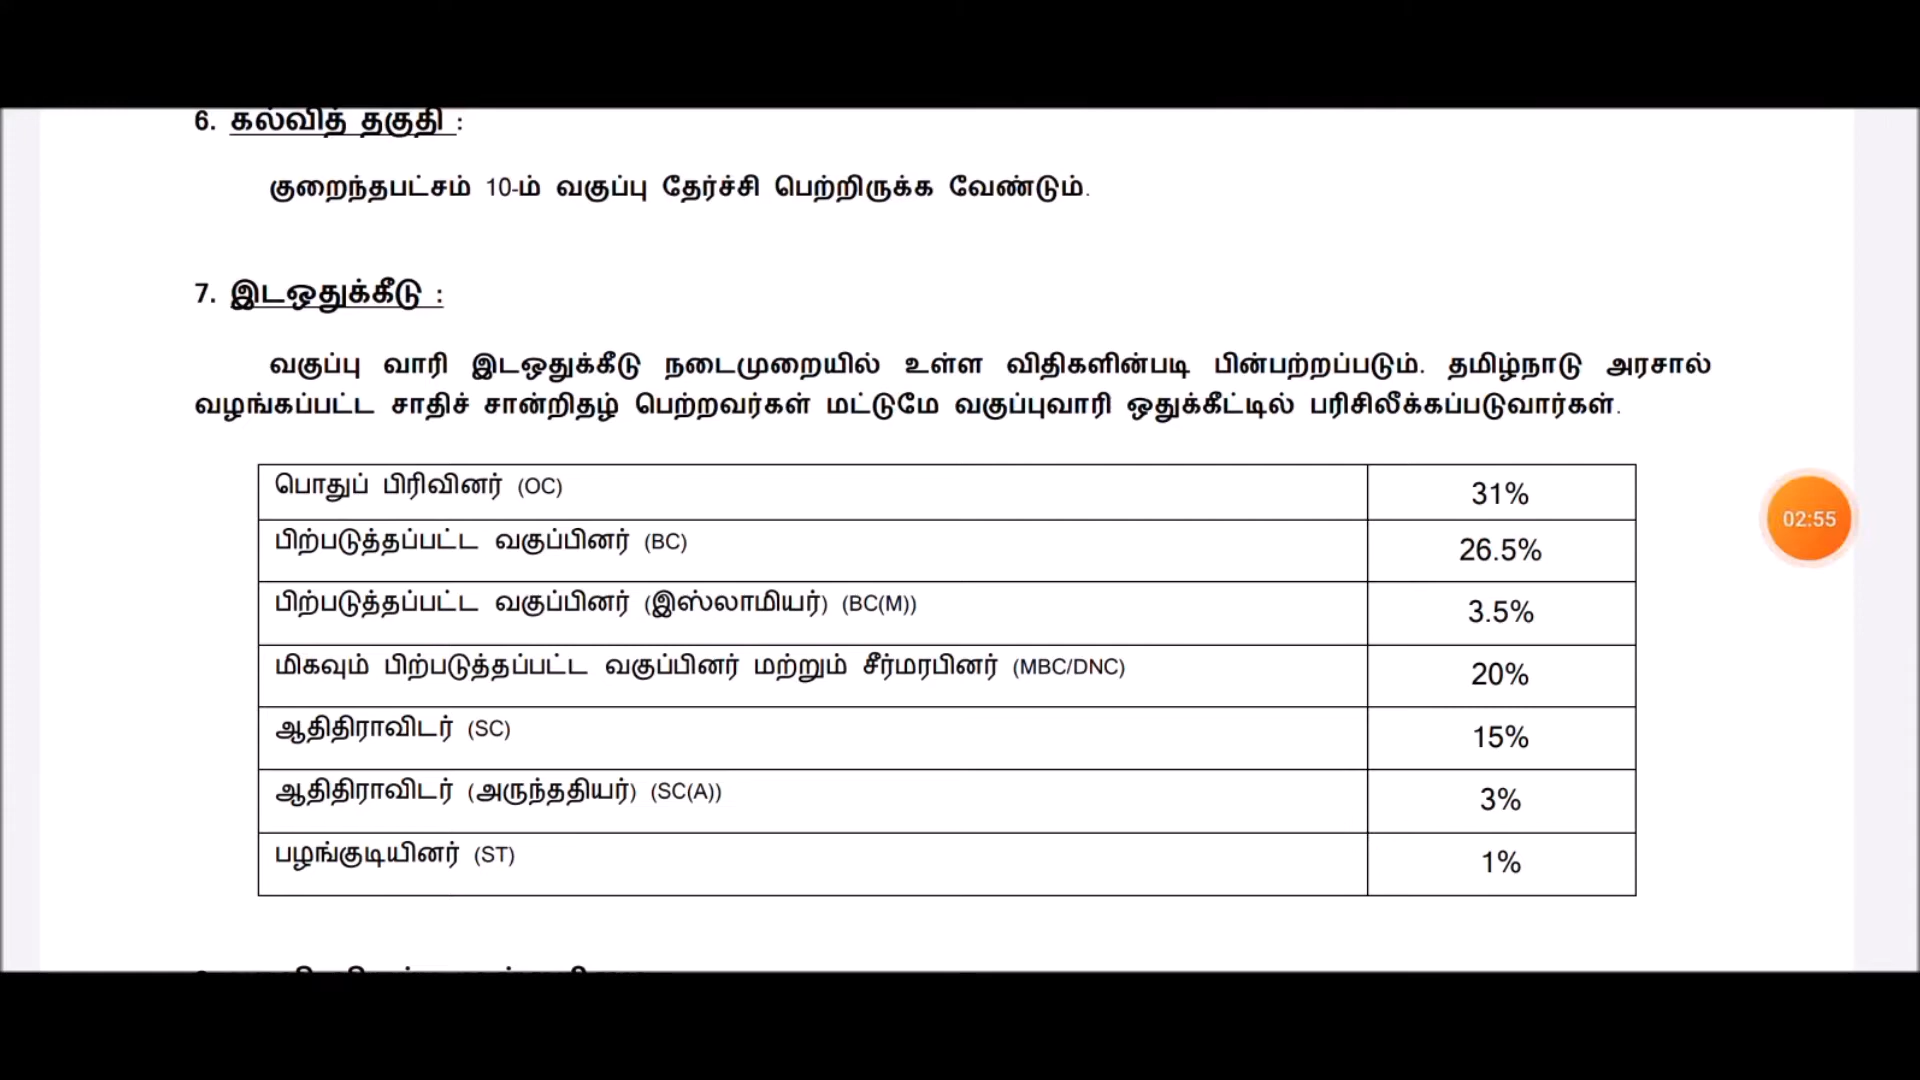 6. கல்வித் தகுதி :
குறைந்தபட்சம் 10-ம் வகுப்பு தேர்ச்சி பெற்றிருக்க வேண்டும்.
7. இடஒதுக்கீடு :
வகுப்பு வாரி இடஒதுக்கீடு நடைமுறையில் உள்ள விதிகளின்படி பின்பற்றப்படும். தமிழ்நாடு அரசால்
வழங்கப்பட்ட சாதிச் சான்றிதழ் பெற்றவர்கள் மட்டுமே வகுப்புவாரி ஒதுக்கீட்டில் பரிசிலீக்கப்படுவார்கள்.
பொதுப் பிரிவினர் (OC) 31%
பிற்படுத்தப்பட்ட வகுப்பினர் (BC) 26.5%
பிற்படுத்தப்பட்ட வகுப்பினர் (இஸ்லாமியர்) (BC(M)) 3.5%
மிகவும் பிற்படுத்தப்பட்ட வகுப்பினர் மற்றும் சீர்மரபினர் (MBC/DNC) 20%
ஆதிதிராவிடர் (SC) 15%
ஆதிதிராவிடர் (அருந்ததியர்) (SC(A)) 3%
பழங்குடியினர் (ST) 1%
02:55